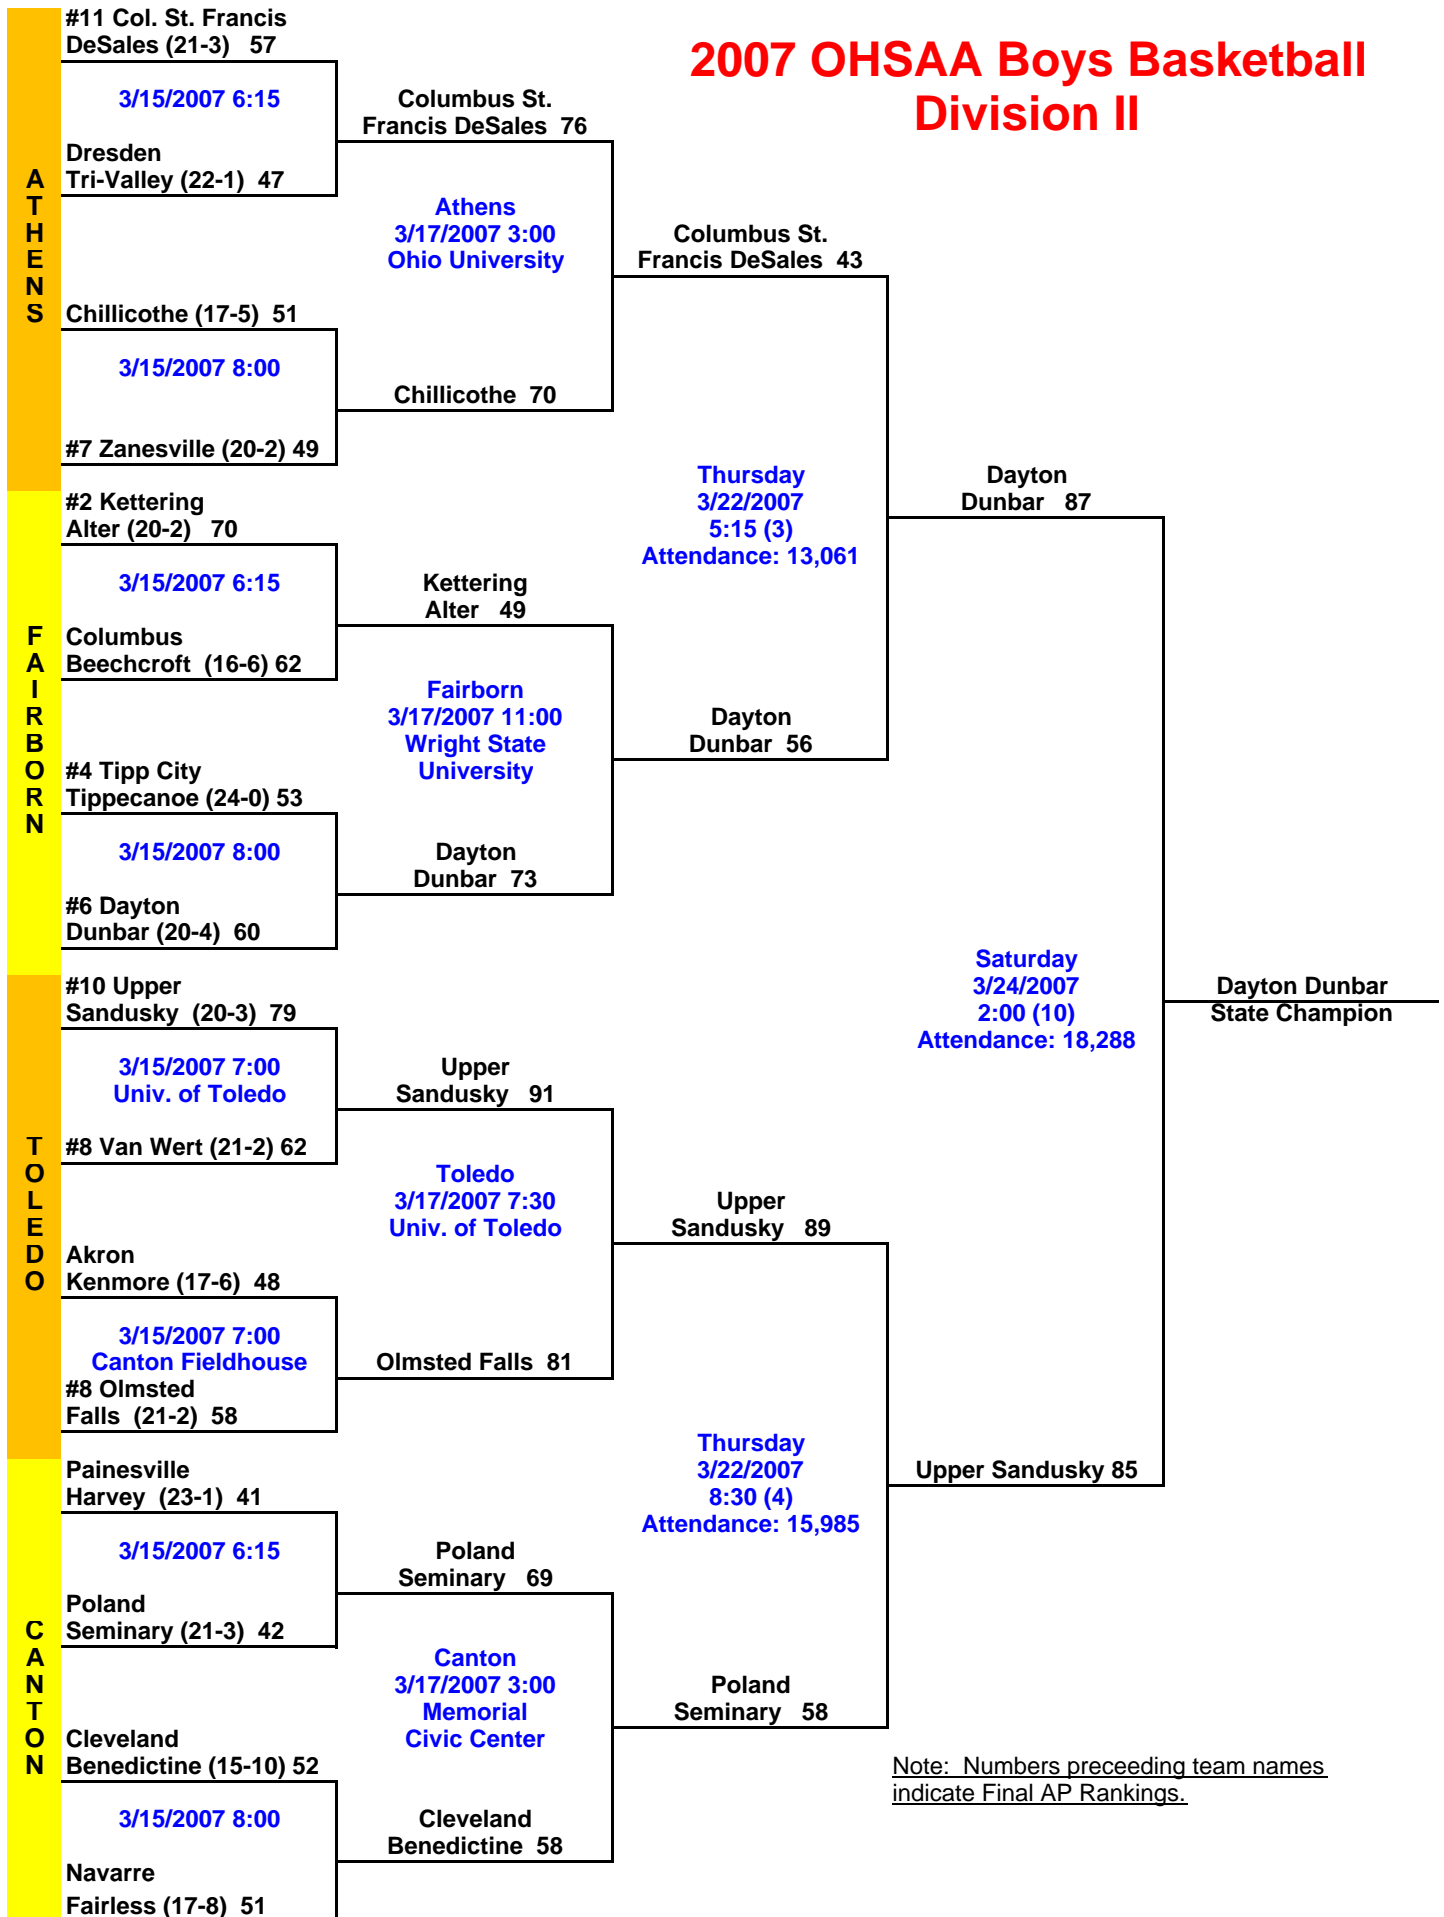 2007 OHSAA Boys Basketball
Division II
ATHENS
#11 Col. St. Francis
DeSales (21-3) 57
3/15/2007 6:15
Dresden
Tri-Valley (22-1) 47
Chillicothe (17-5) 51
3/15/2007 8:00
#7 Zanesville (20-2) 49
FAIRBORN
#2 Kettering
Alter (20-2) 70
3/15/2007 6:15
Columbus
Beechcroft (16-6) 62
#4 Tipp City
Tippecanoe (24-0) 53
3/15/2007 8:00
#6 Dayton
Dunbar (20-4) 60
TOLEDO
#10 Upper
Sandusky (20-3) 79
3/15/2007 7:00
Univ. of Toledo
#8 Van Wert (21-2) 62
Akron
Kenmore (17-6) 48
3/15/2007 7:00
Canton Fieldhouse
#8 Olmsted
Falls (21-2) 58
CANTON
Painesville
Harvey (23-1) 41
3/15/2007 6:15
Poland
Seminary (21-3) 42
Cleveland
Benedictine (15-10) 52
3/15/2007 8:00
Navarre
Fairless (17-8) 51
Columbus St.
Francis DeSales 76
Athens
3/17/2007 3:00
Ohio University
Chillicothe 70
Kettering
Alter 49
Fairborn
3/17/2007 11:00
Wright State
University
Dayton
Dunbar 73
Upper
Sandusky 91
Toledo
3/17/2007 7:30
Univ. of Toledo
Olmsted Falls 81
Poland
Seminary 69
Canton
3/17/2007 3:00
Memorial
Civic Center
Cleveland
Benedictine 58
Columbus St.
Francis DeSales 43
Thursday
3/22/2007
5:15 (3)
Attendance: 13,061
Dayton
Dunbar 56
Upper
Sandusky 89
Thursday
3/22/2007
8:30 (4)
Attendance: 15,985
Poland
Seminary 58
Dayton
Dunbar 87
Saturday
3/24/2007
2:00 (10)
Attendance: 18,288
Upper Sandusky 85
Dayton Dunbar
State Champion
Note: Numbers preceeding team names
indicate Final AP Rankings.